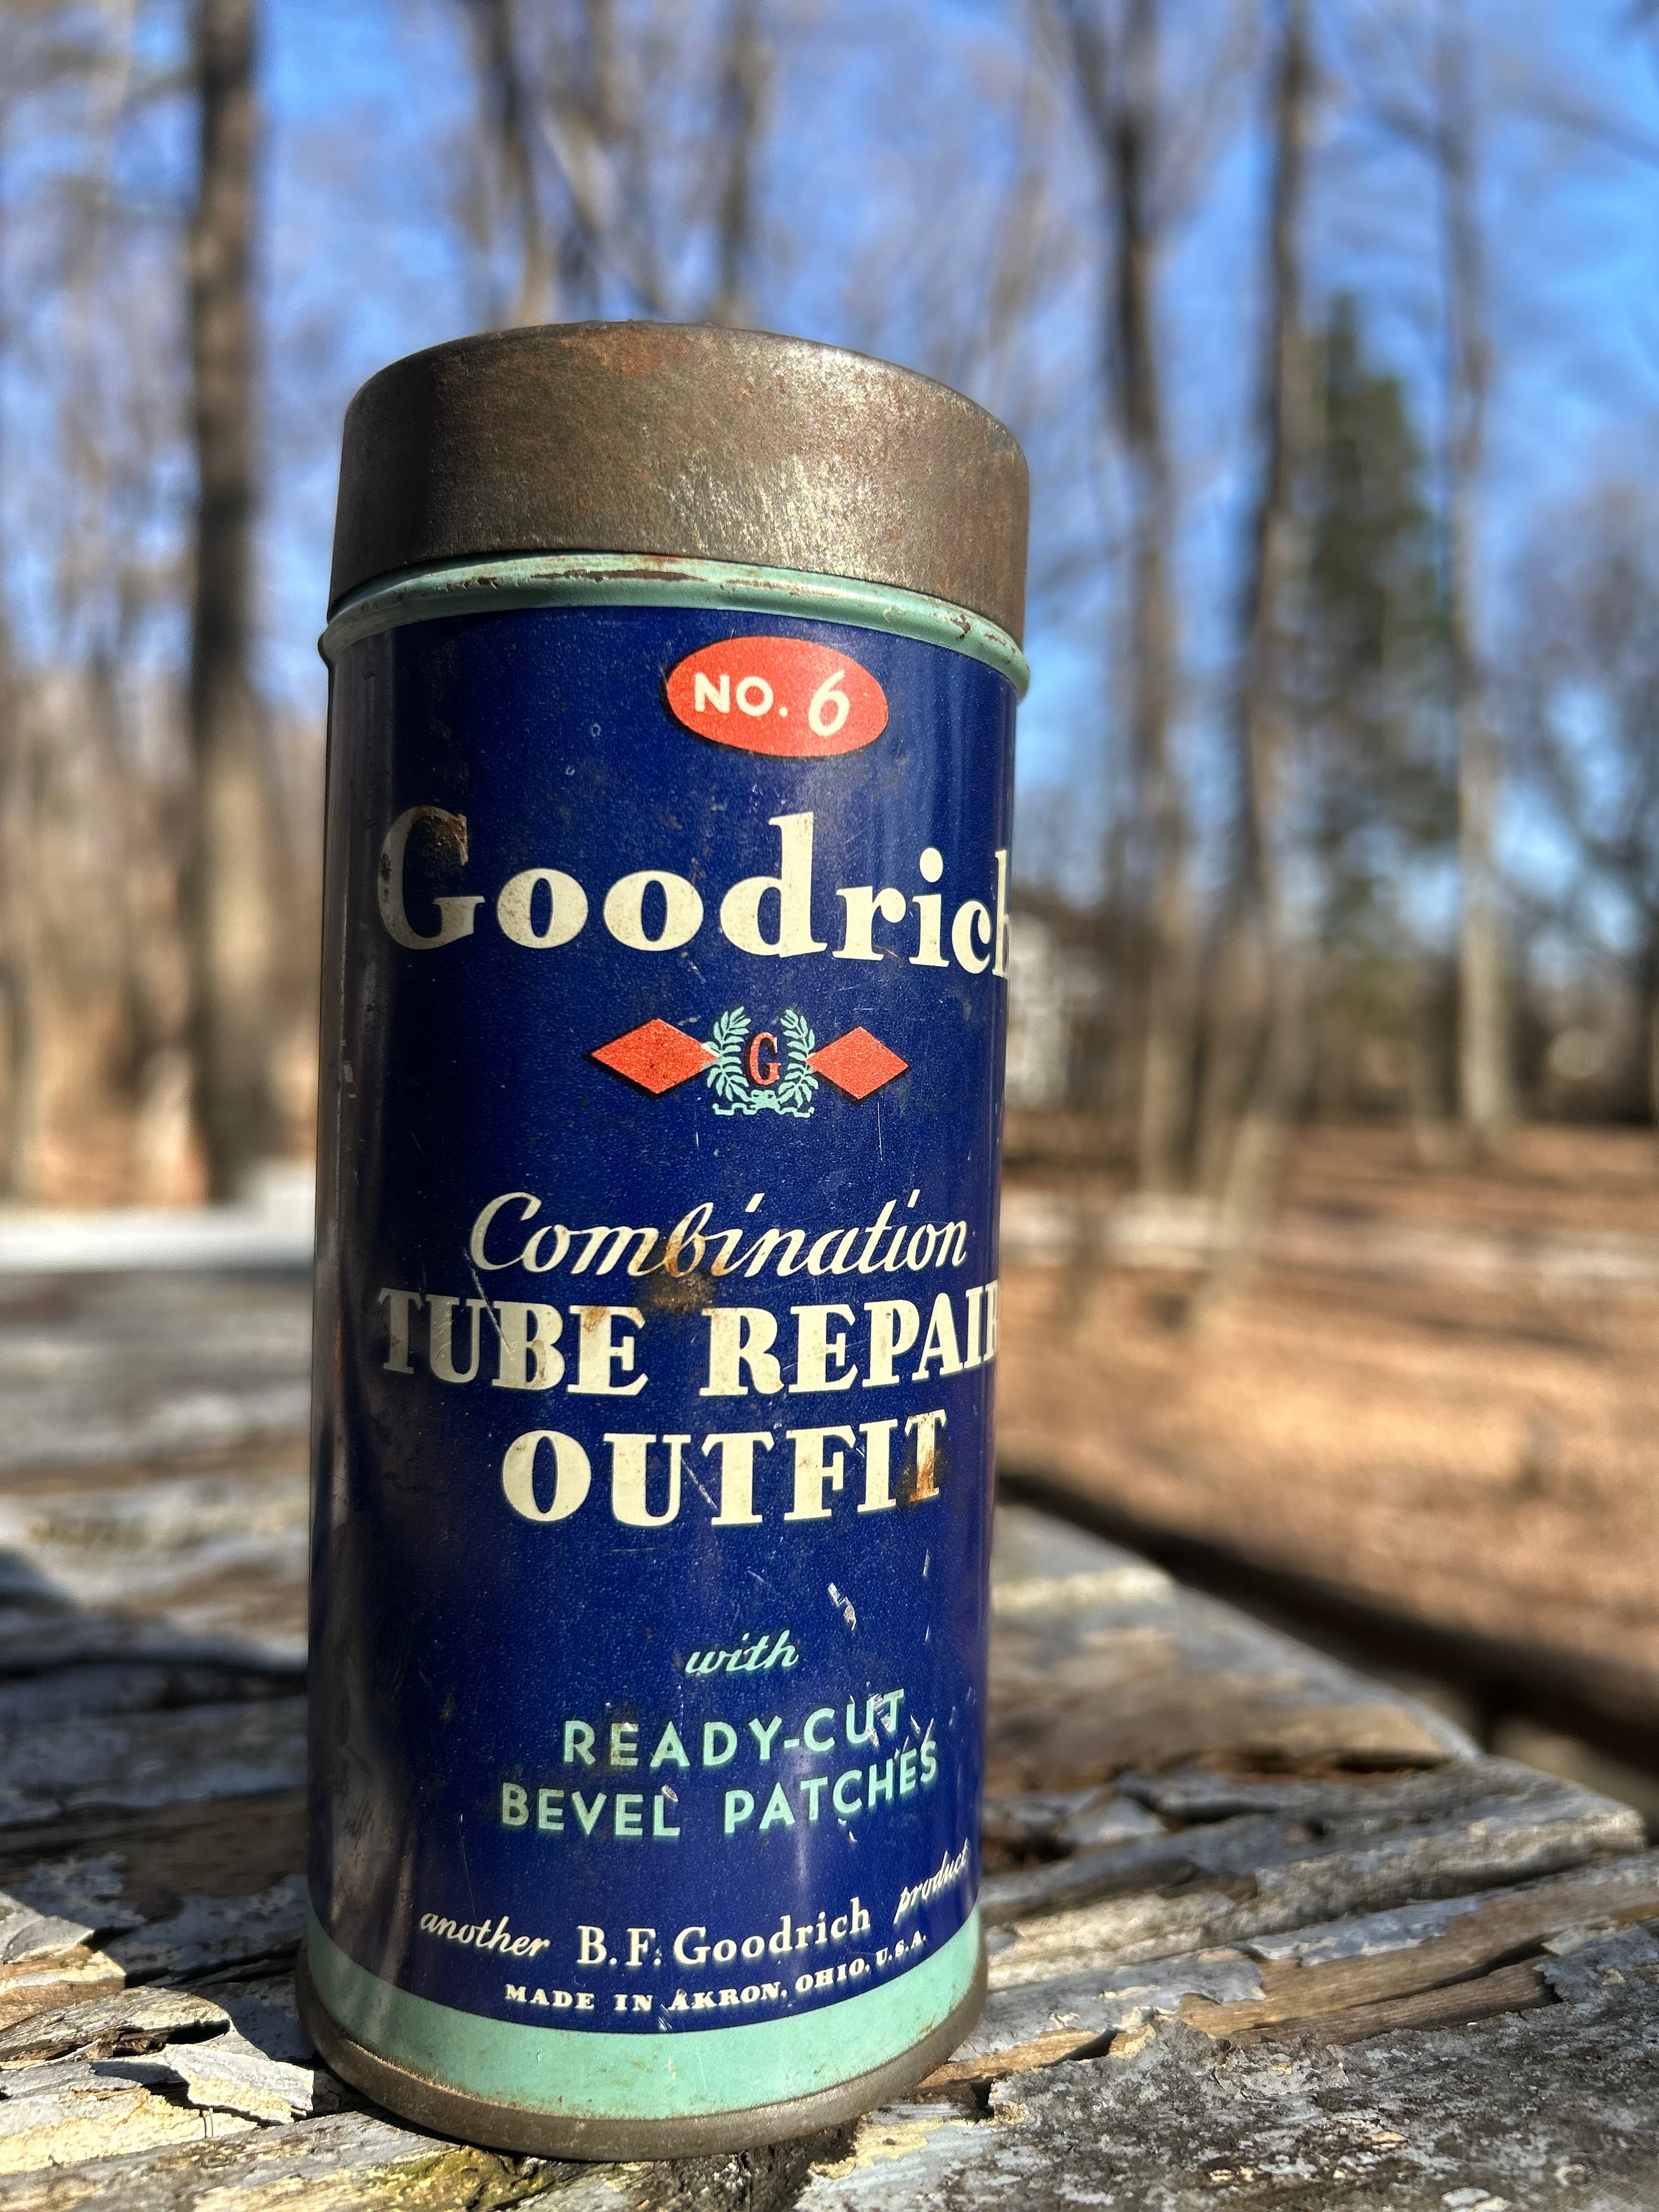 NO. 6
Goodrich
G
Combination
TUBE REPAIR
OUTFIT
with
READY-CUT
BEVEL PATCHES
another B.F. Goodrich product
MADE IN AKRON, OHIO, U.S.A.